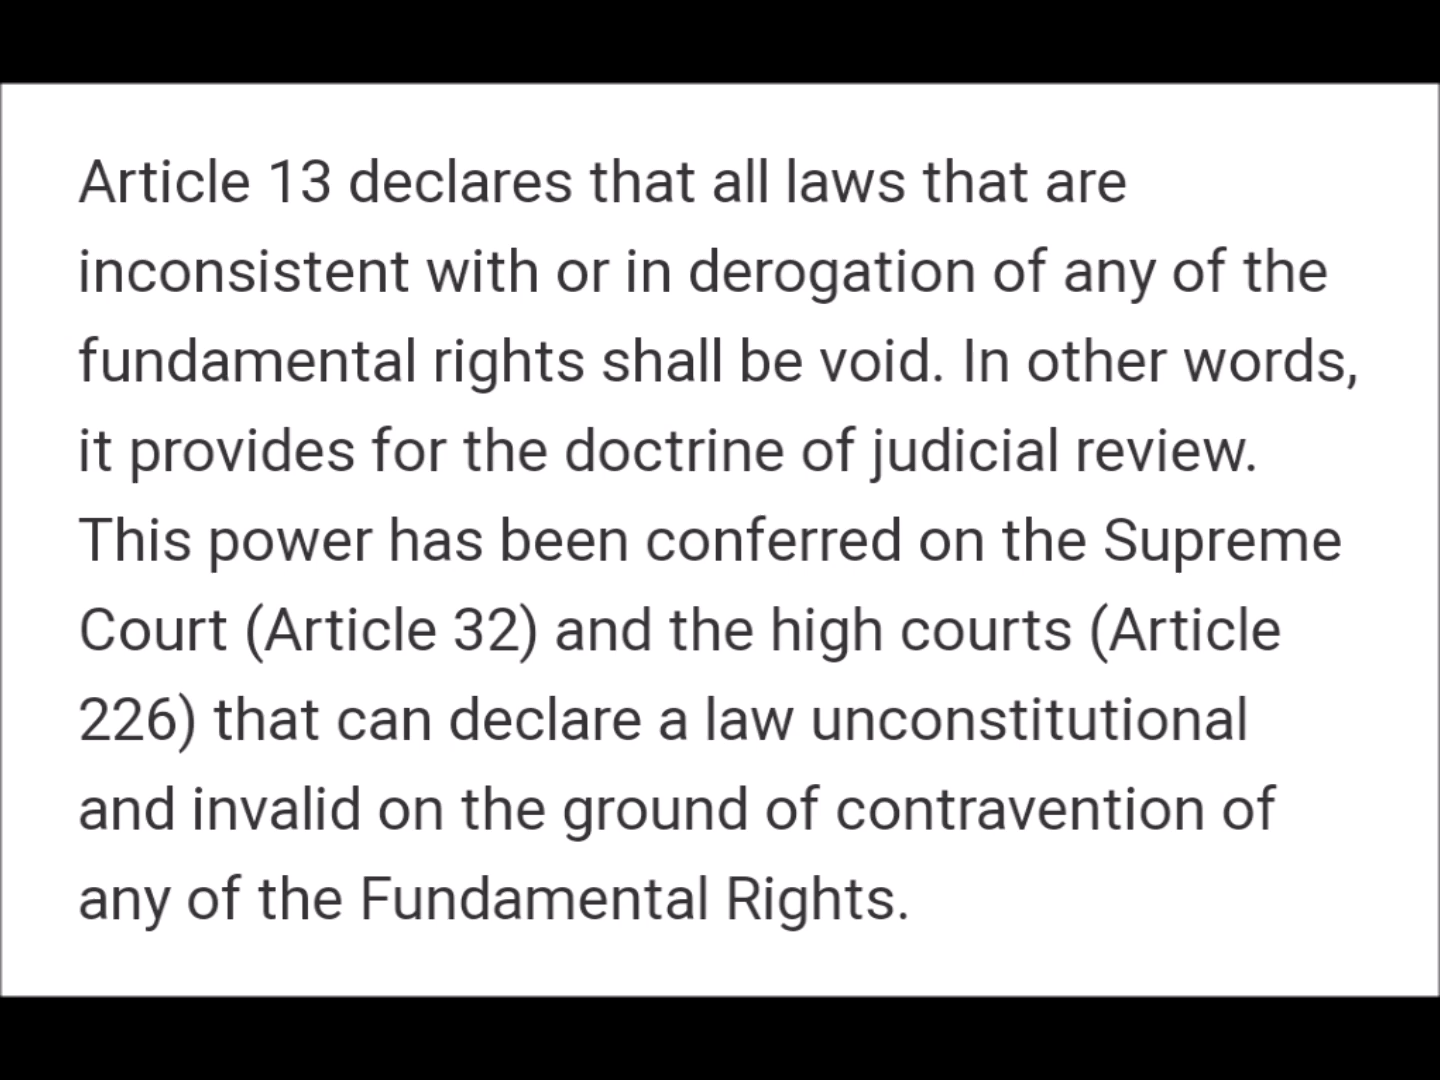 Article 13 declares that all laws that are
inconsistent with or in derogation of any of the
fundamental rights shall be void. In other words,
it provides for the doctrine of judicial review.
This power has been conferred on the Supreme
Court (Article 32) and the high courts (Article
226) that can declare a law unconstitutional
and invalid on the ground of contravention of
any of the Fundamental Rights.